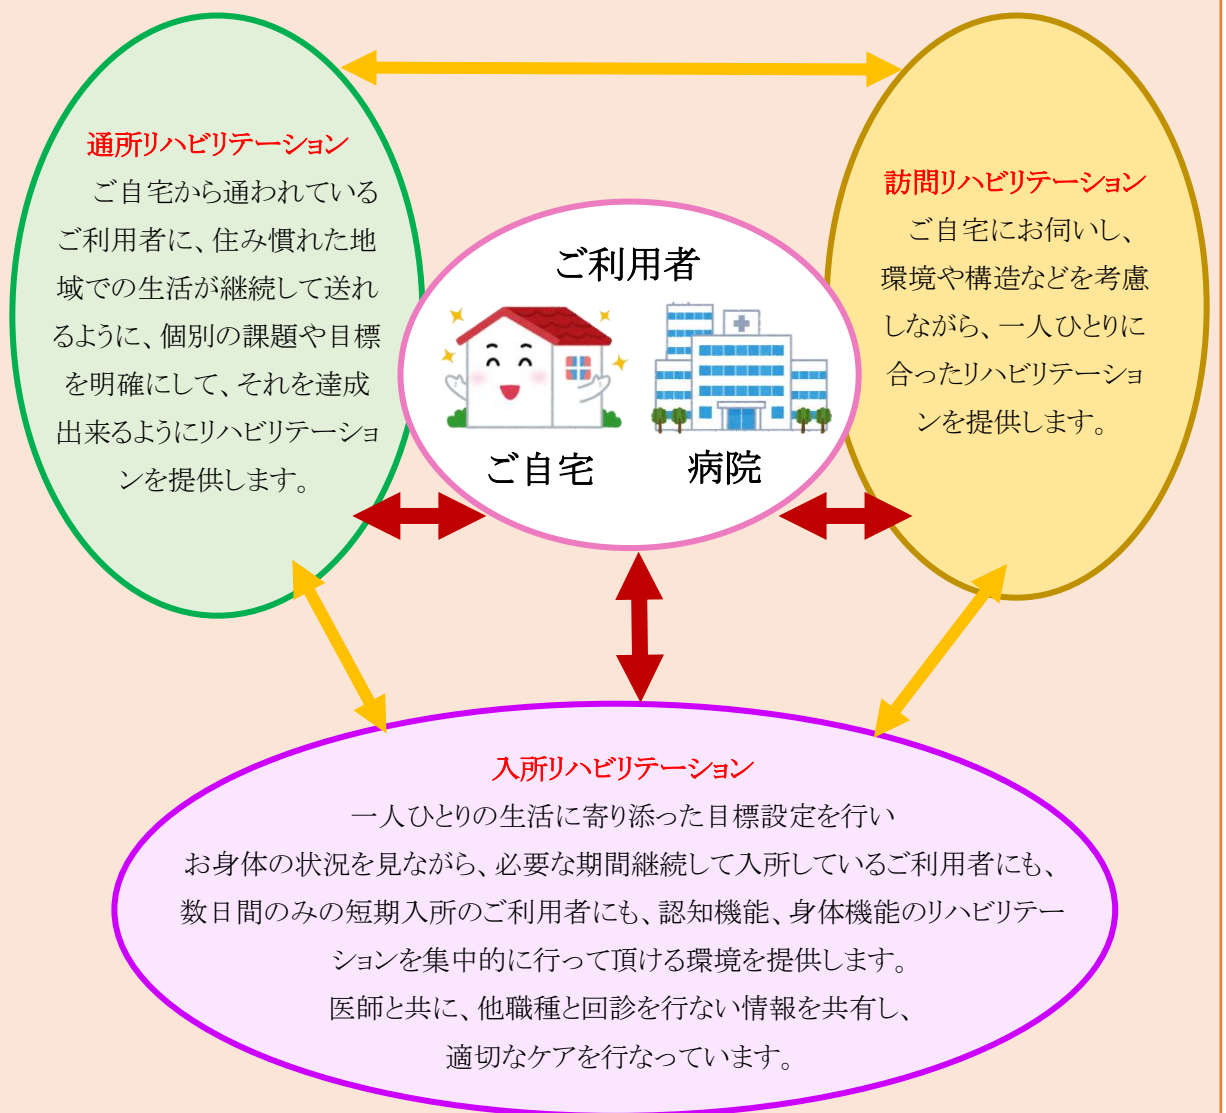 通所リハビリテーション
ご自宅から通われている
ご利用者に、住み慣れた地
域での生活が継続して送れ
るように、個別の課題や目標
を明確にして、それを達成
出来るようにリハビリテーショ
ンを提供します。
ご利用者
ご自宅
病院
訪問リハビリテーション
ご自宅にお伺いし、
環境や構造などを考慮
しながら、一人ひとりに
合ったリハビリテーショ
ンを提供します。
入所リハビリテーション
一人ひとりの生活に寄り添った目標設定を行い
お身体の状況を見ながら、必要な期間継続して入所しているご利用者にも、
数日間のみの短期入所のご利用者にも、認知機能、身体機能のリハビリテー
ションを集中的に行って頂ける環境を提供します。
医師と共に、他職種と回診を行ない情報を共有し、
適切なケアを行なっています。